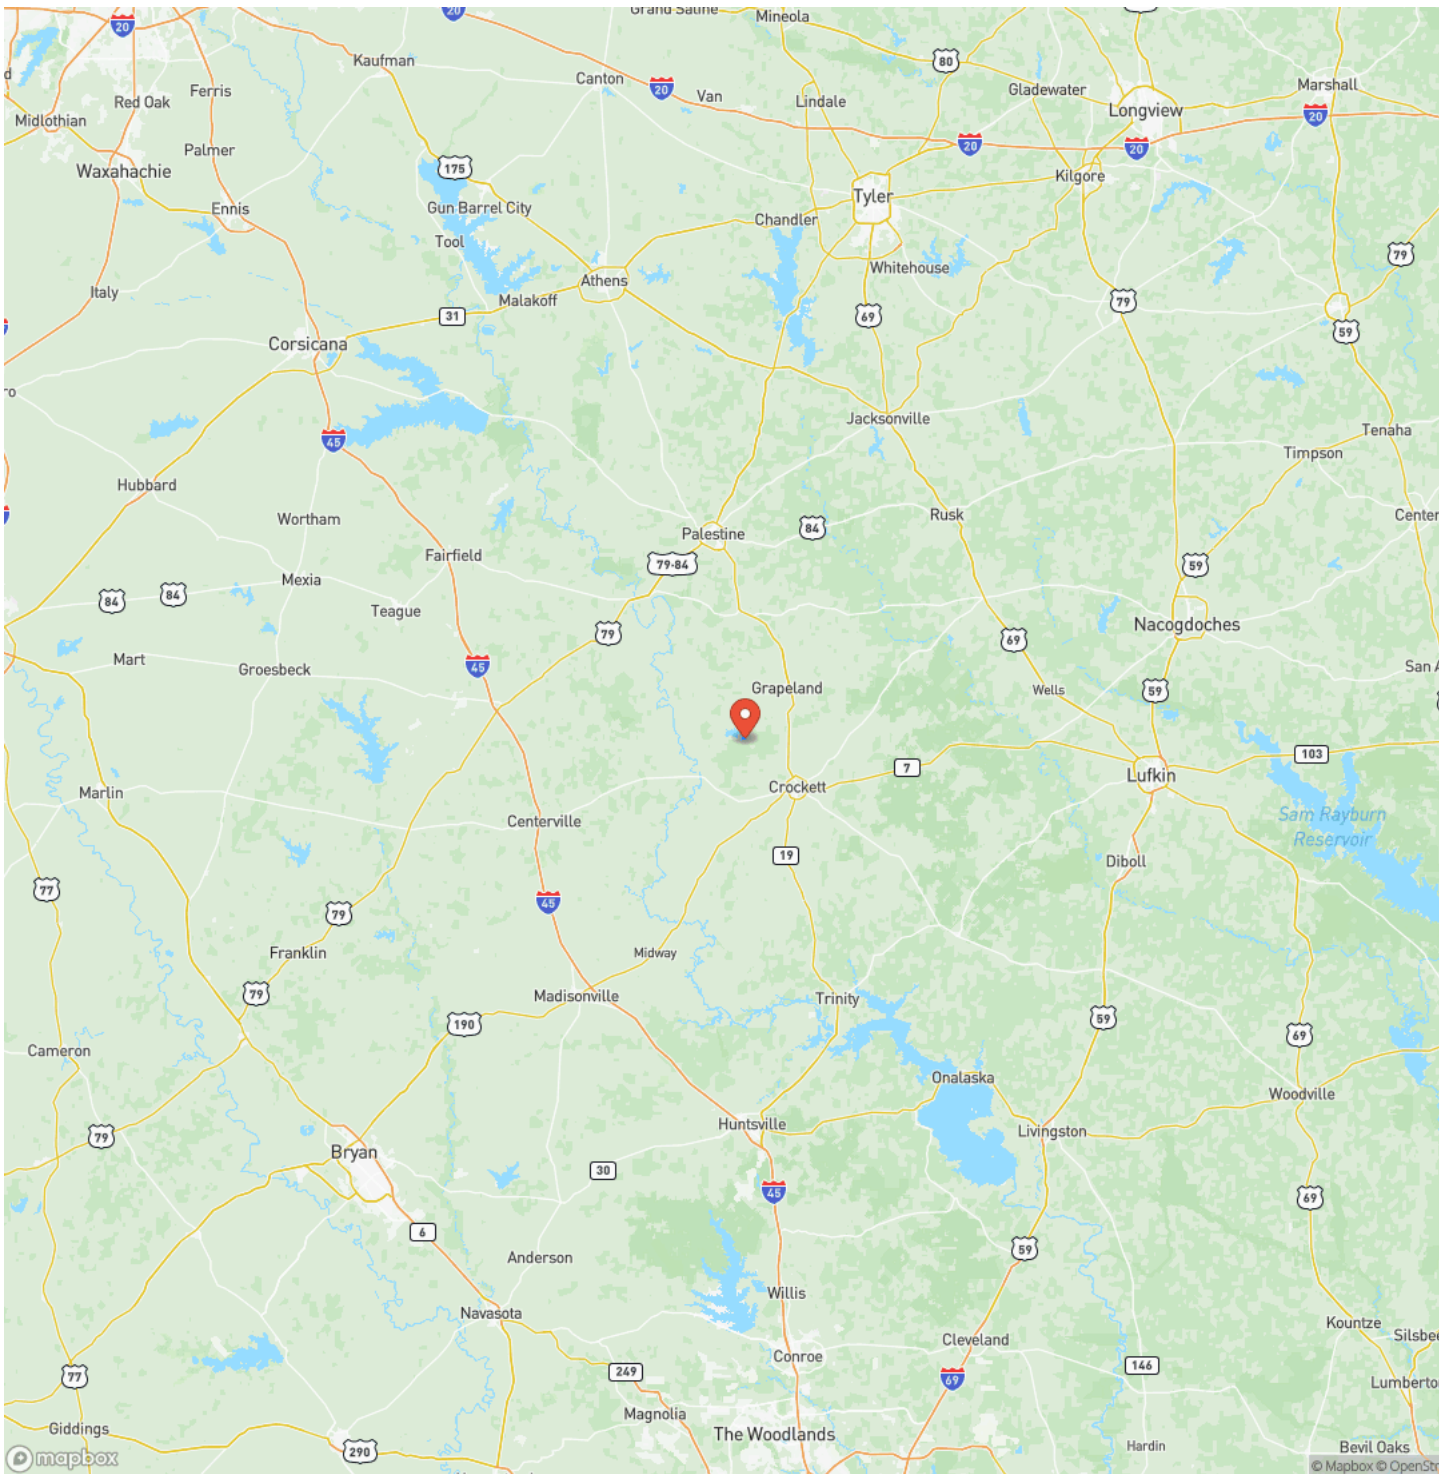 20
20
Grand Saline
Mineola
80
Kaufman
Canton
20
Van
Lindale
Gladewater
Longview
Marshall
20
Red Oak
Ferris
Midlothian
Palmer
Waxahachie
175
20
20
Kilgore
Tyler
Ennis
Gun Barrel City
Chandler
Tool
Whitehouse
79
Athens
Italy
Malakoff
79
31
69
59
Corsicana
ro
Jacksonville
45
Tenaha
Timpson
Hubbard
Wortham
Rusk
Center
Palestine
84
Fairfield
79-84
59
Mexia
84
84
Teague
Nacogdoches
79
69
Mart
Groesbeck
45
San A
Grapeland
Wells
59
7
103
Lufkin
Marlin
Crockett
Sam Rayburn
Reservoir
Centerville
19
Diboll
77
45
79
Franklin
Midway
79
Madisonville
Trinity
190
59
69
Cameron
Onalaska
Woodville
79
Huntsville
Livingston
Bryan
30
45
69
6
59
Anderson
Willis
Navasota
Kountze
Silsbee
Cleveland
Conroe
146
249
69
77
Lumberto
Magnolia
Giddings
The Woodlands
290
Hardin
Bevil Oaks
mapbox
© Mapbox © OpenStr